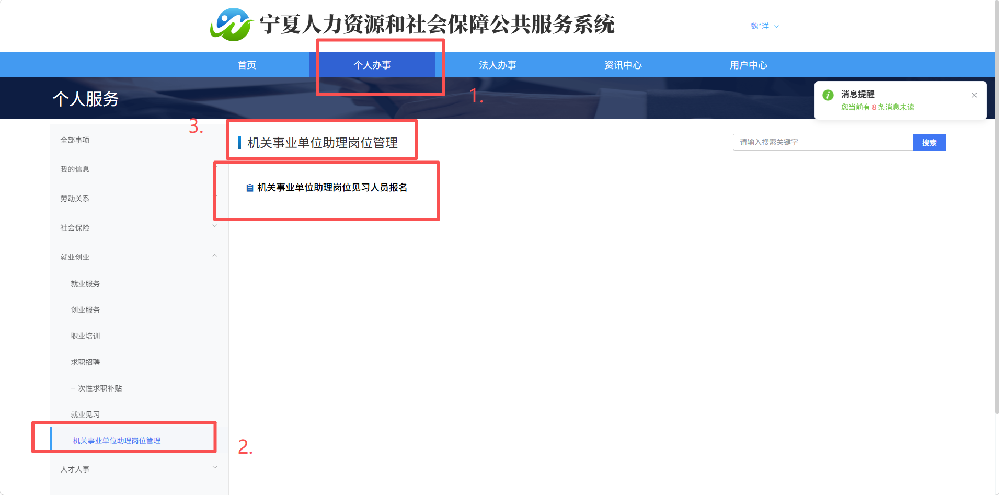 宁夏人力资源和社会保障公共服务系统
魏*洋
首页
个人办事
法人办事
资讯中心
用户中心
1.
个人服务
消息提醒
您当前有 8 条消息未读
3.
全部事项
我的信息
劳动关系
社会保险
就业创业
就业服务
创业服务
职业培训
求职招聘
一次性求职补贴
就业见习
机关事业单位助理岗位管理
2.
人才人事
机关事业单位助理岗位管理
请输入搜索关键字
搜索
机关事业单位助理岗位见习人员报名